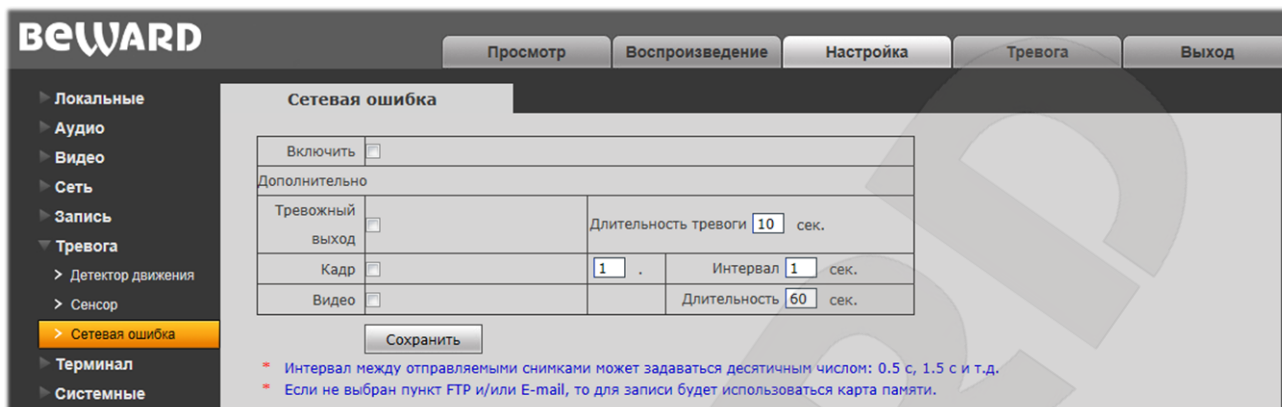 BEWARD
Просмотр
Воспроизведение
Настройка
Тревога
Выход
Локальные
Аудио
Видео
Сеть
Запись
Тревога
> Детектор движения
> Сенсор
> Сетевая ошибка
Терминал
Системные
Сетевая ошибка
Включить
Дополнительно
Тревожный
выход
Длительность тревоги 10 сек.
Кадр 1 . Интервал 1 сек.
Видео Длительность 60 сек.
Сохранить
* Интервал между отправляемыми снимками может задаваться десятичным числом: 0.5 с, 1.5 с и т.д.
* Если не выбран пункт FTP и/или E-mail, то для записи будет использоваться карта памяти.